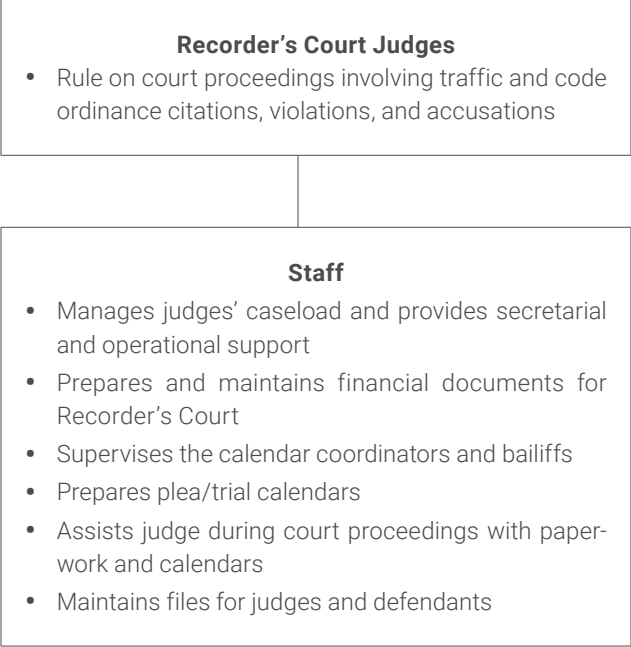 Recorder’s Court Judges
• Rule on court proceedings involving traffic and code
ordinance citations, violations, and accusations
Staff
• Manages judges’ caseload and provides secretarial
and operational support
• Prepares and maintains financial documents for
Recorder’s Court
• Supervises the calendar coordinators and bailiffs
• Prepares plea/trial calendars
• Assists judge during court proceedings with paper-
work and calendars
• Maintains files for judges and defendants